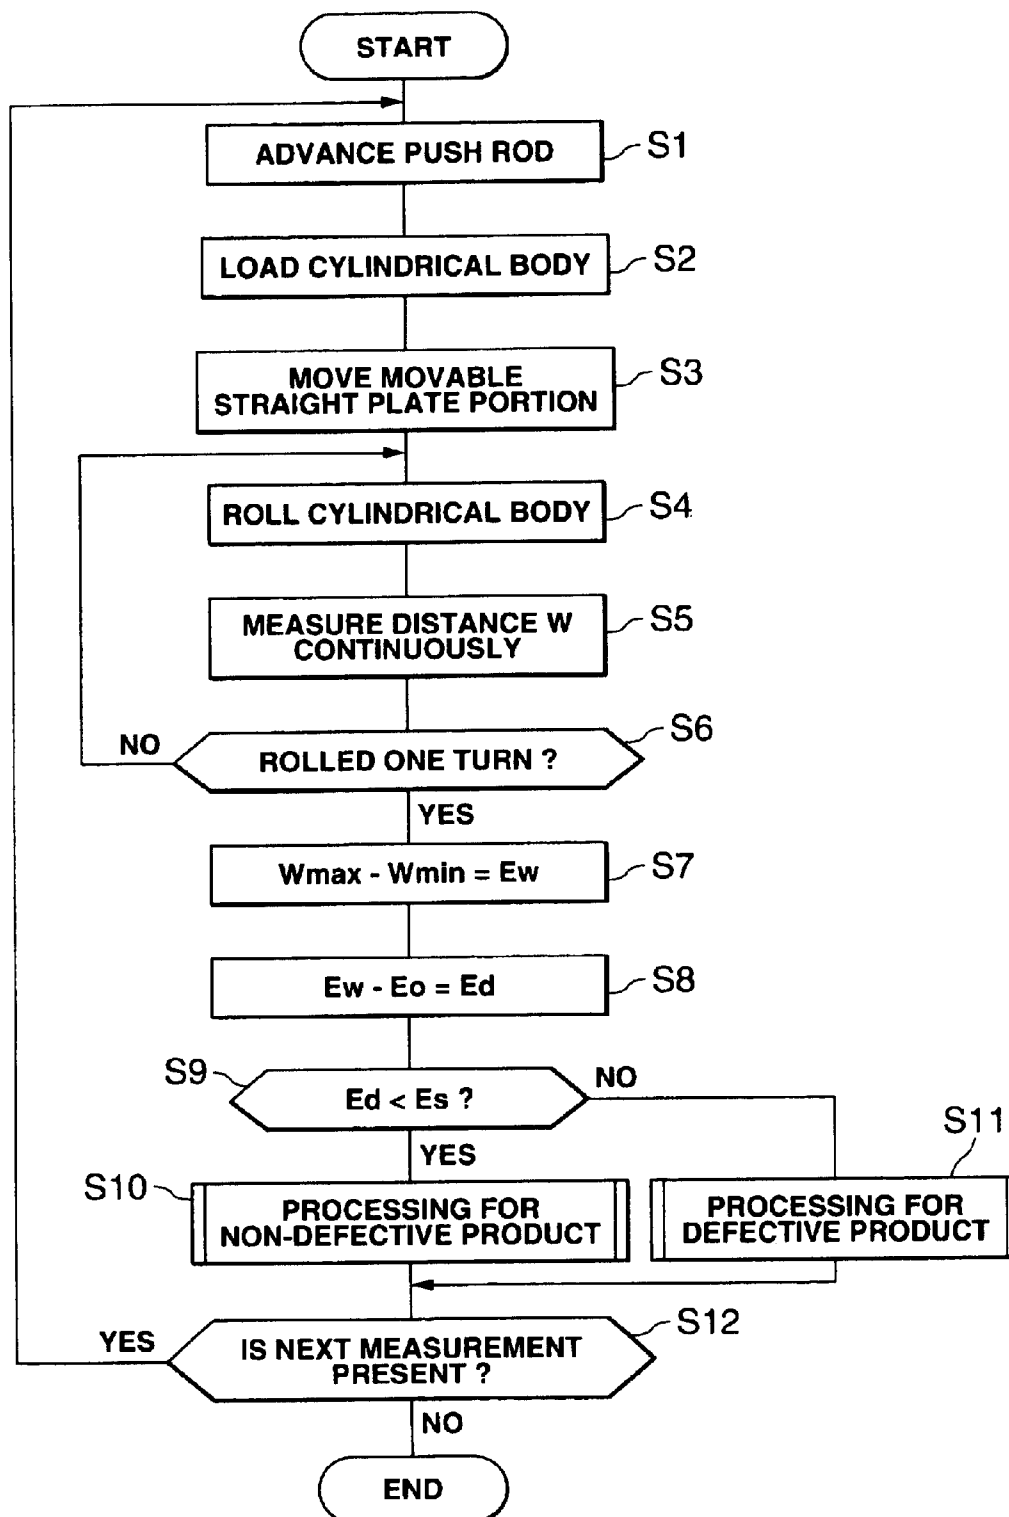 START
ADVANCE PUSH ROD
S1
LOAD CYLINDRICAL BODY
S2
MOVE MOVABLE
STRAIGHT PLATE PORTION
S3
ROLL CYLINDRICAL BODY
S4
MEASURE DISTANCE W
CONTINUOUSLY
S5
NO
ROLLED ONE TURN ?
S6
YES
Wmax - Wmin = Ew
S7
Ew - Eo = Ed
S8
S9
Ed < Es ?
NO
YES
S11
S10
PROCESSING FOR
NON-DEFECTIVE PRODUCT
PROCESSING FOR
DEFECTIVE PRODUCT
YES
IS NEXT MEASUREMENT
PRESENT ?
S12
NO
END